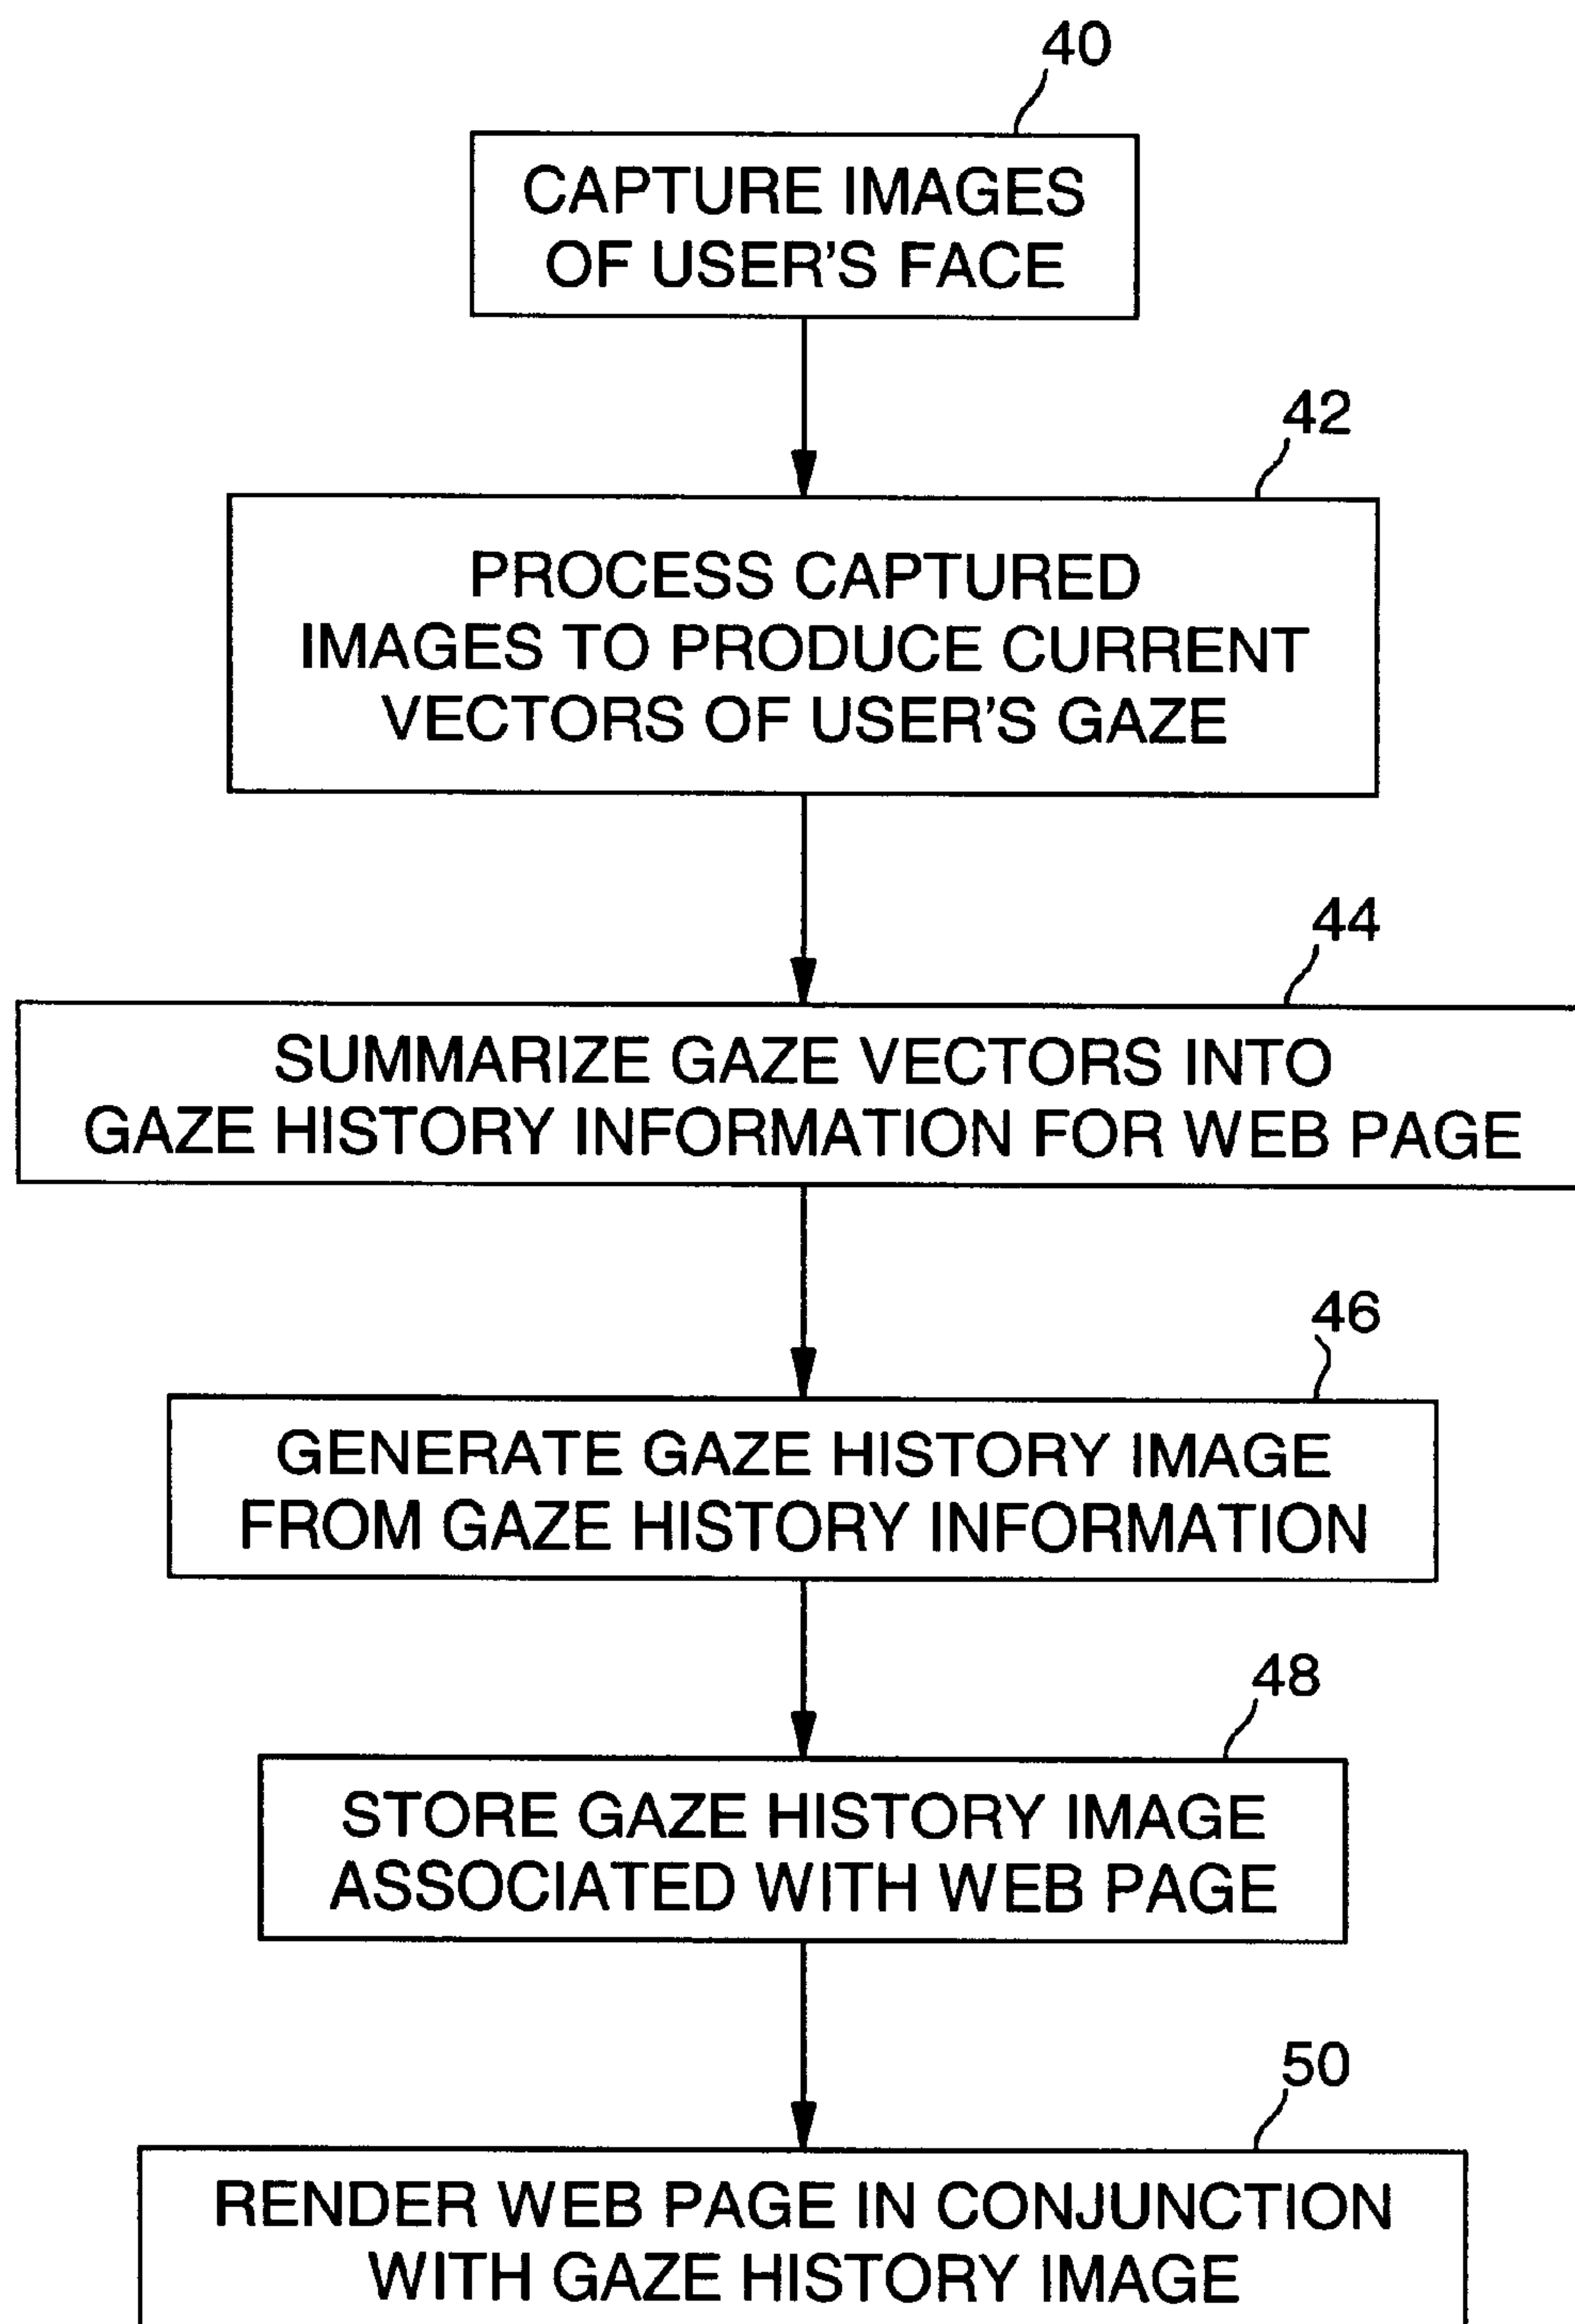 40
CAPTURE IMAGES
OF USER'S FACE
42
PROCESS CAPTURED
IMAGES TO PRODUCE CURRENT
VECTORS OF USER'S GAZE
44
SUMMARIZE GAZE VECTORS INTO
GAZE HISTORY INFORMATION FOR WEB PAGE
46
GENERATE GAZE HISTORY IMAGE
FROM GAZE HISTORY INFORMATION
48
STORE GAZE HISTORY IMAGE
ASSOCIATED WITH WEB PAGE
50
RENDER WEB PAGE IN CONJUNCTION
WITH GAZE HISTORY IMAGE